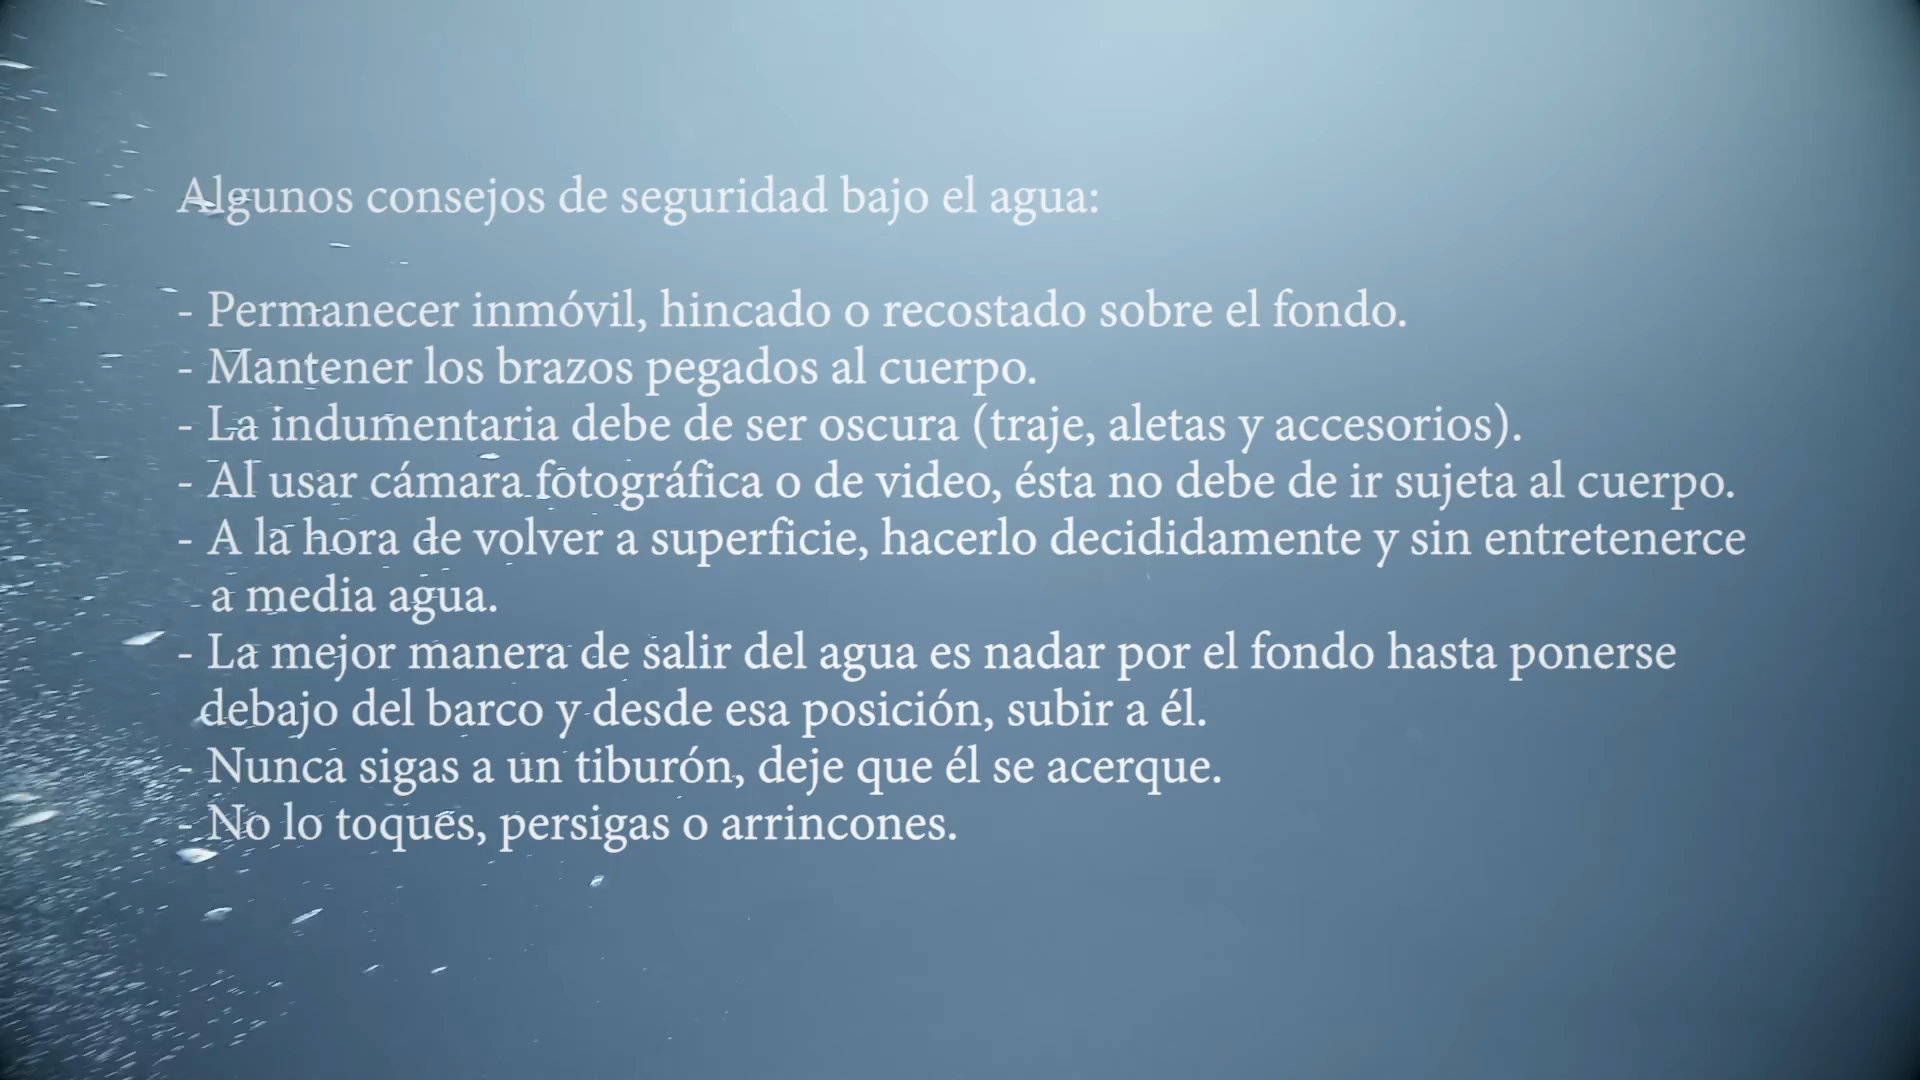 Algunos consejos de seguridad bajo el agua:
- Permanecer inmóvil, hincado o recostado sobre el fondo.
- Mantener los brazos pegados al cuerpo.
- La indumentaria debe de ser oscura (traje, aletas y accesorios).
- Al usar cámara fotográfica o de video, ésta no debe de ir sujeta al cuerpo.
- A la hora de volver a superficie, hacerlo decididamente y sin entretenerce
a media agua.
- La mejor manera de salir del agua es nadar por el fondo hasta ponerse
debajo del barco y desde esa posición, subir a él.
- Nunca sigas a un tiburón, deje que él se acerque.
- No lo toques, persigas o arrincones.